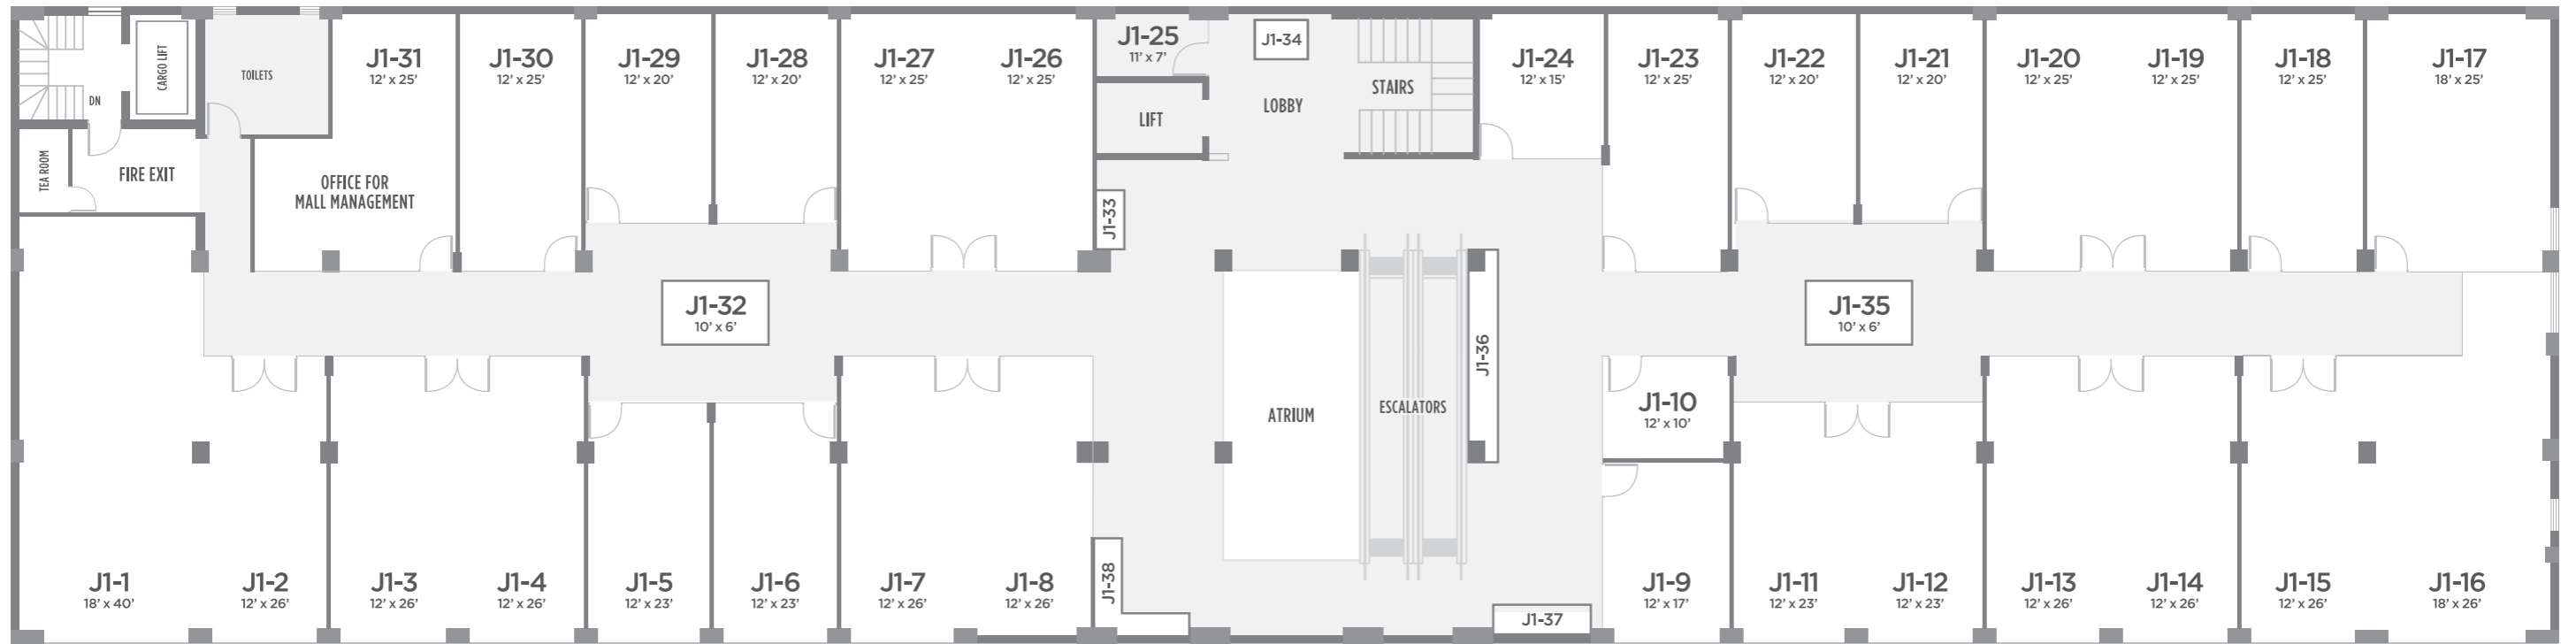 CARGO LIFT
DN
TOILETS
J1-31
12' x 25'
J1-30
12' x 25'
J1-29
12' x 20'
J1-28
12' x 20'
J1-27
12' x 25'
J1-26
12' x 25'
J1-25
11' x 7'
LIFT
J1-34
LOBBY
STAIRS
J1-24
12' x 15'
J1-23
12' x 25'
J1-22
12' x 20'
J1-21
12' x 20'
J1-20
12' x 25'
J1-19
12' x 25'
J1-18
12' x 25'
J1-17
18' x 25'
TEA ROOM
FIRE EXIT
OFFICE FOR
MALL MANAGEMENT
J1-33
J1-32
10' x 6'
J1-36
J1-35
10' x 6'
ATRIUM
ESCALATORS
J1-10
12' x 10'
J1-1
18' x 40'
J1-2
12' x 26'
J1-3
12' x 26'
J1-4
12' x 26'
J1-5
12' x 23'
J1-6
12' x 23'
J1-7
12' x 26'
J1-8
12' x 26'
J1-38
J1-37
J1-9
12' x 17'
J1-11
12' x 23'
J1-12
12' x 23'
J1-13
12' x 26'
J1-14
12' x 26'
J1-15
12' x 26'
J1-16
18' x 26'